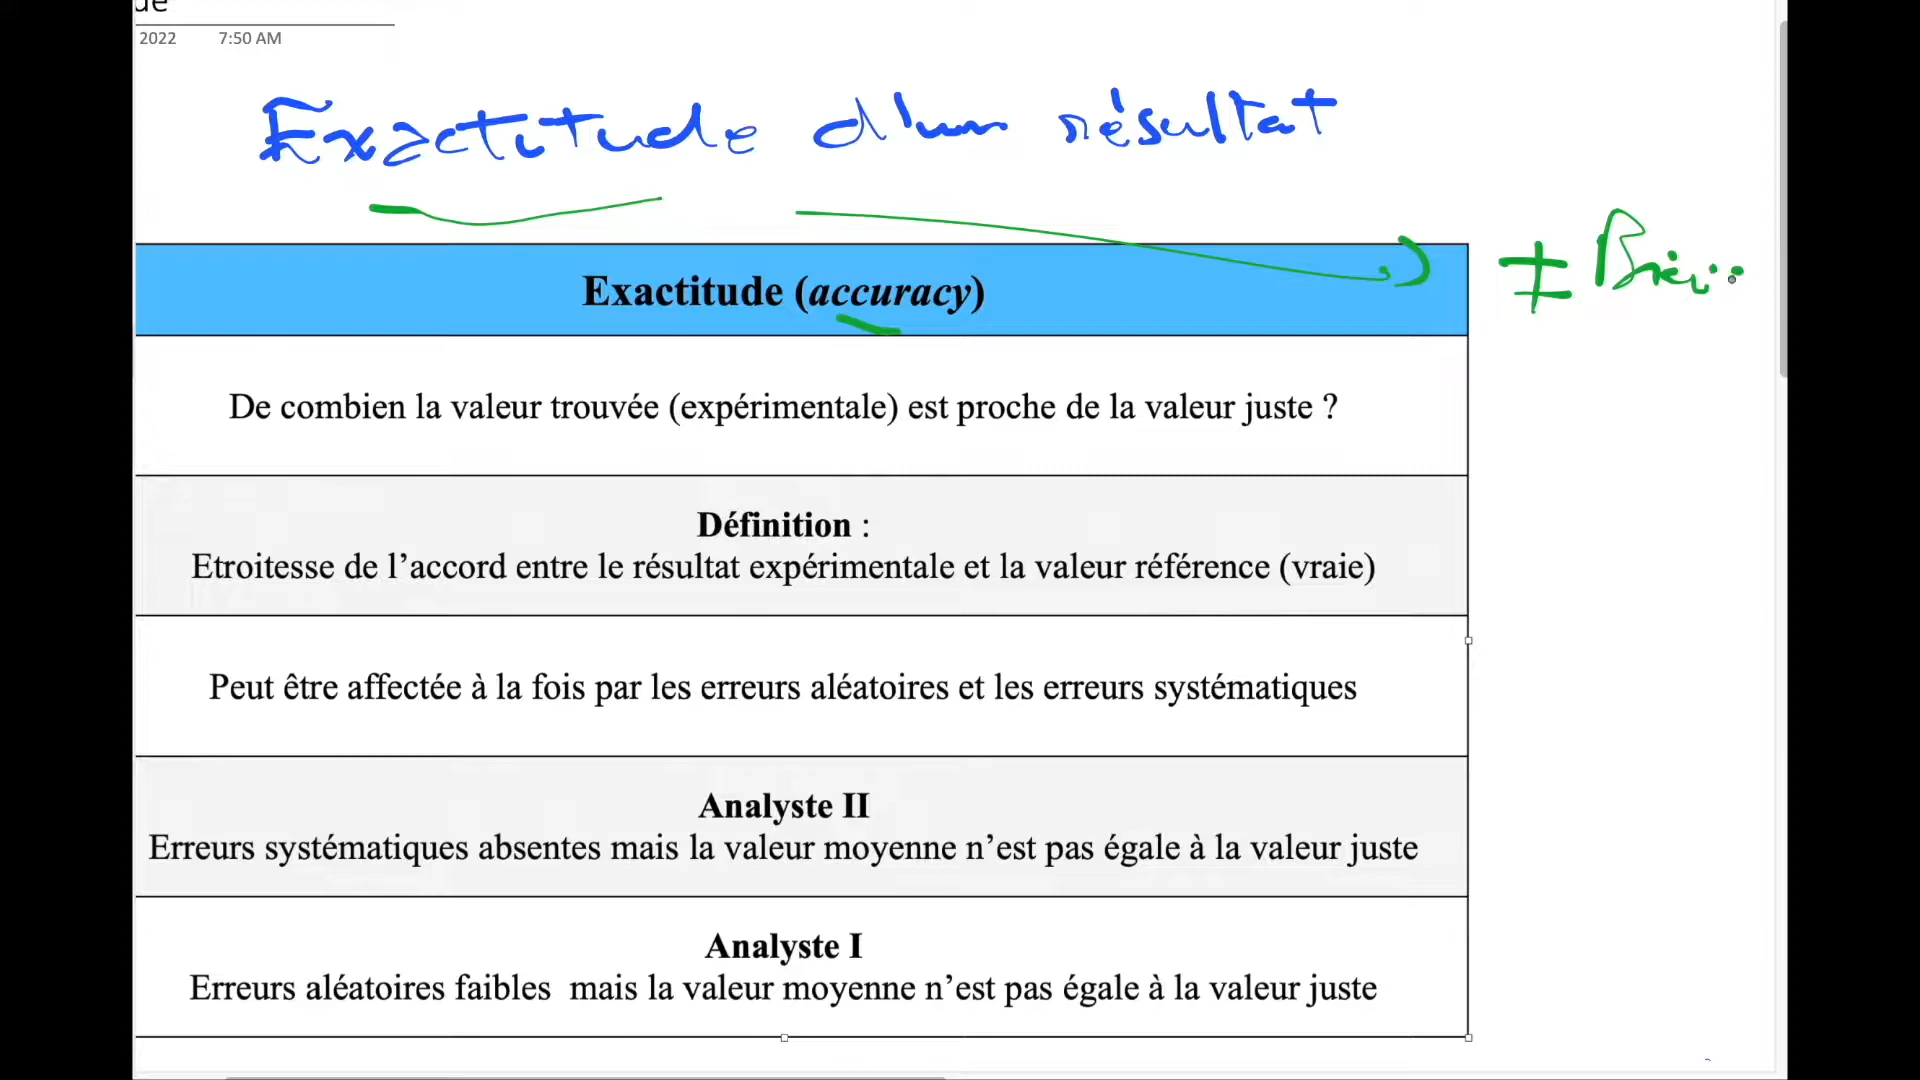 de
2022 7:50 AM
Exactitude d'un résultat
≠
Exactitude (accuracy)
De combien la valeur trouvée (expérimentale) est proche de la valeur juste ?
Définition :
Etroitesse de l’accord entre le résultat expérimentale et la valeur référence (vraie)
Peut être affectée à la fois par les erreurs aléatoires et les erreurs systématiques
Analyste II
Erreurs systématiques absentes mais la valeur moyenne n’est pas égale à la valeur juste
Analyste I
Erreurs aléatoires faibles mais la valeur moyenne n’est pas égale à la valeur juste